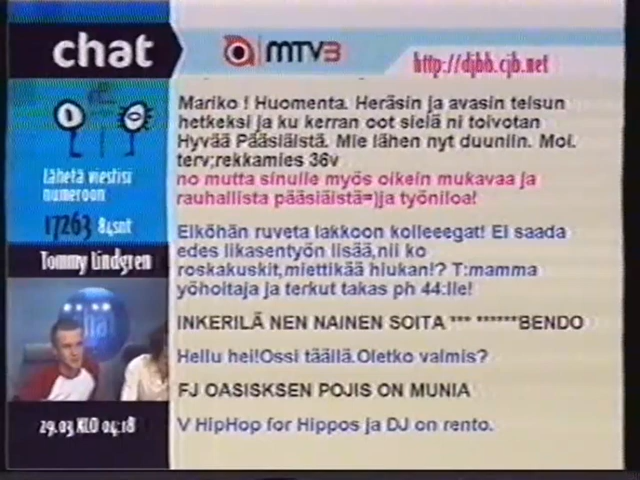 chat
MTV3
http://djbb.cjb.net
Lähetä viestisi
numeroon
17263 84snt
Tommy Lindgren
29.03 KLO 04:18
Mariko ! Huomenta. Heräsin ja avasin teisun
hetkeksi ja ku kerran oot sielä ni toivotan
Hyvää Pääsiäistä. Mie lähen nyt duuniin. Moi.
terv;rekkamies 36v
no mutta sinulle myös oikein mukavaa ja
rauhallista pääsiäistä=)ja työniloa!
Eiköhän ruveta lakkoon kolleeegat! Ei saada
edes likasentyön lisää,nii ko
roskakuskit,miettikää hiukan!? T:mamma
yöhoitaja ja terkut takas ph 44:lle!
INKERILÄ NEN NAINEN SOITA *** ******BENDO
Hellu hei!Ossi täällä.Oletko valmis?
FJ OASISKSEN POJIS ON MUNIA
V HipHop for Hippos ja DJ on rento.